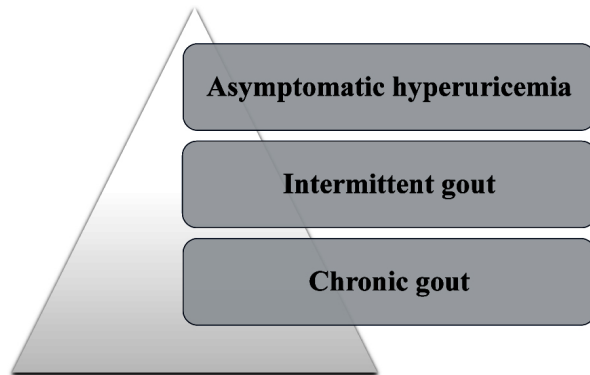 Asymptomatic hyperuricemia
Intermittent gout
Chronic gout